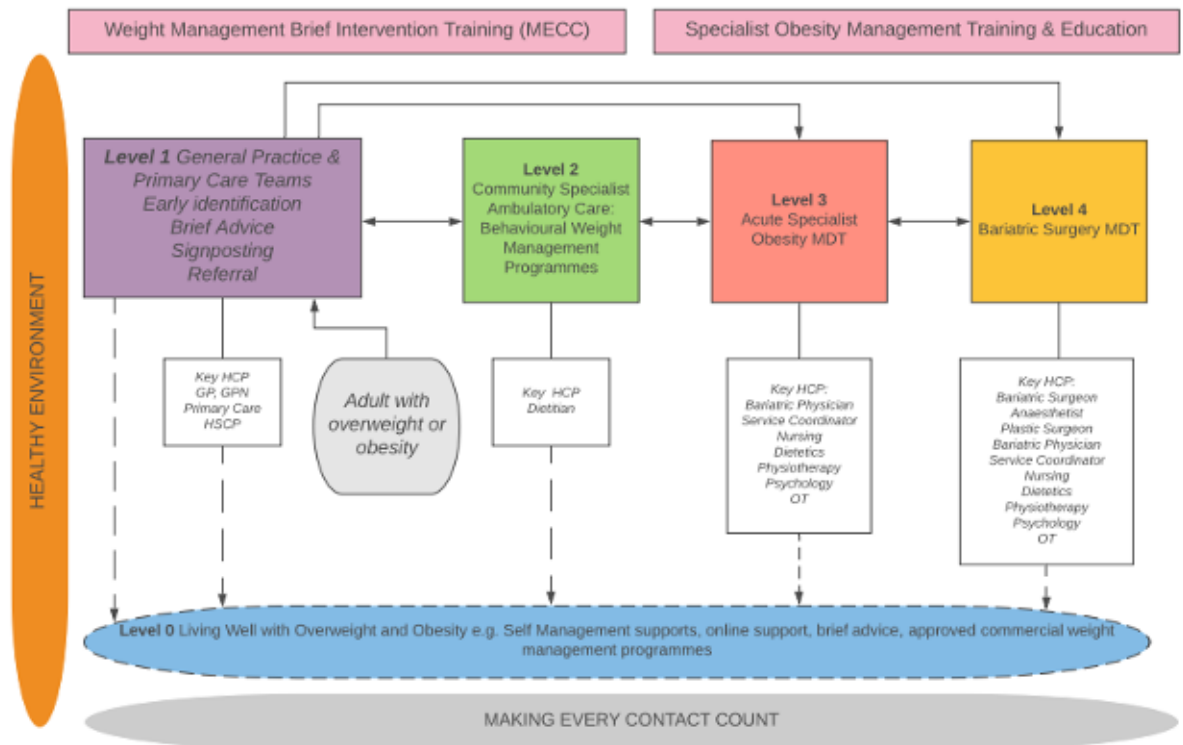 Weight Management Brief Intervention Training (MECC)
Specialist Obesity Management Training & Education
HEALTHY ENVIRONMENT
Level 1 General Practice &
Primary Care Teams
Early identification
Brief Advice
Signposting
Referral
Level 2
Community Specialist
Ambulatory Care:
Behavioural Weight
Management
Programmes
Level 3
Acute Specialist
Obesity MDT
Level 4
Bariatric Surgery MDT
Key HCP
GP, GPN
Primary Care
HSCP
Adult with
overweight or
obesity
Key HCP
Dietitian
Key HCP:
Bariatric Physician
Service Coordinator
Nursing
Dietetics
Physiotherapy
Psychology
OT
Key HCP:
Bariatric Surgeon
Anaesthetist
Plastic Surgeon
Bariatric Physician
Service Coordinator
Nursing
Dietetics
Physiotherapy
Psychology
OT
Level 0 Living Well with Overweight and Obesity e.g. Self Management supports, online support, brief advice, approved commercial weight
management programmes
MAKING EVERY CONTACT COUNT